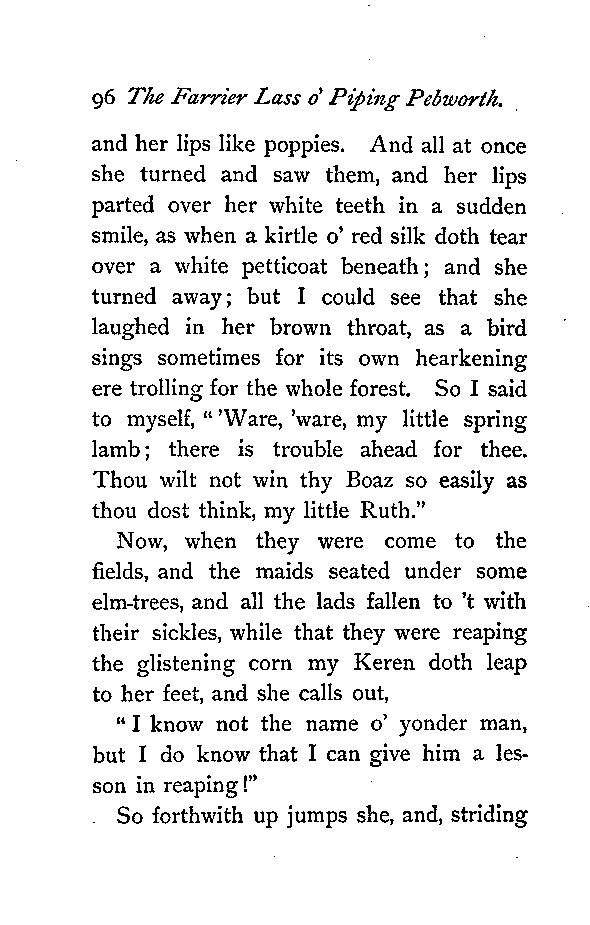 96 The Farrier Lass o' Piping Pebworth.
and her lips like poppies. And all at once
she turned and saw them, and her lips
parted over her white teeth in a sudden
smile, as when a kirtle o' red silk doth tear
over a white petticoat beneath; and she
turned away; but I could see that she
laughed in her brown throat, as a bird
sings sometimes for its own hearkening
ere trolling for the whole forest. So I said
to myself, "'Ware, 'ware, my little spring
lamb; there is trouble ahead for thee.
Thou wilt not win thy Boaz so easily as
thou dost think, my little Ruth."
Now, when they were come to the
fields, and the maids seated under some
elm-trees, and all the lads fallen to 't with
their sickles, while that they were reaping
the glistening corn my Keren doth leap
to her feet, and she calls out,
"I know not the name o' yonder man,
but I do know that I can give him a les-
son in reaping!"
So forthwith up jumps she, and, striding